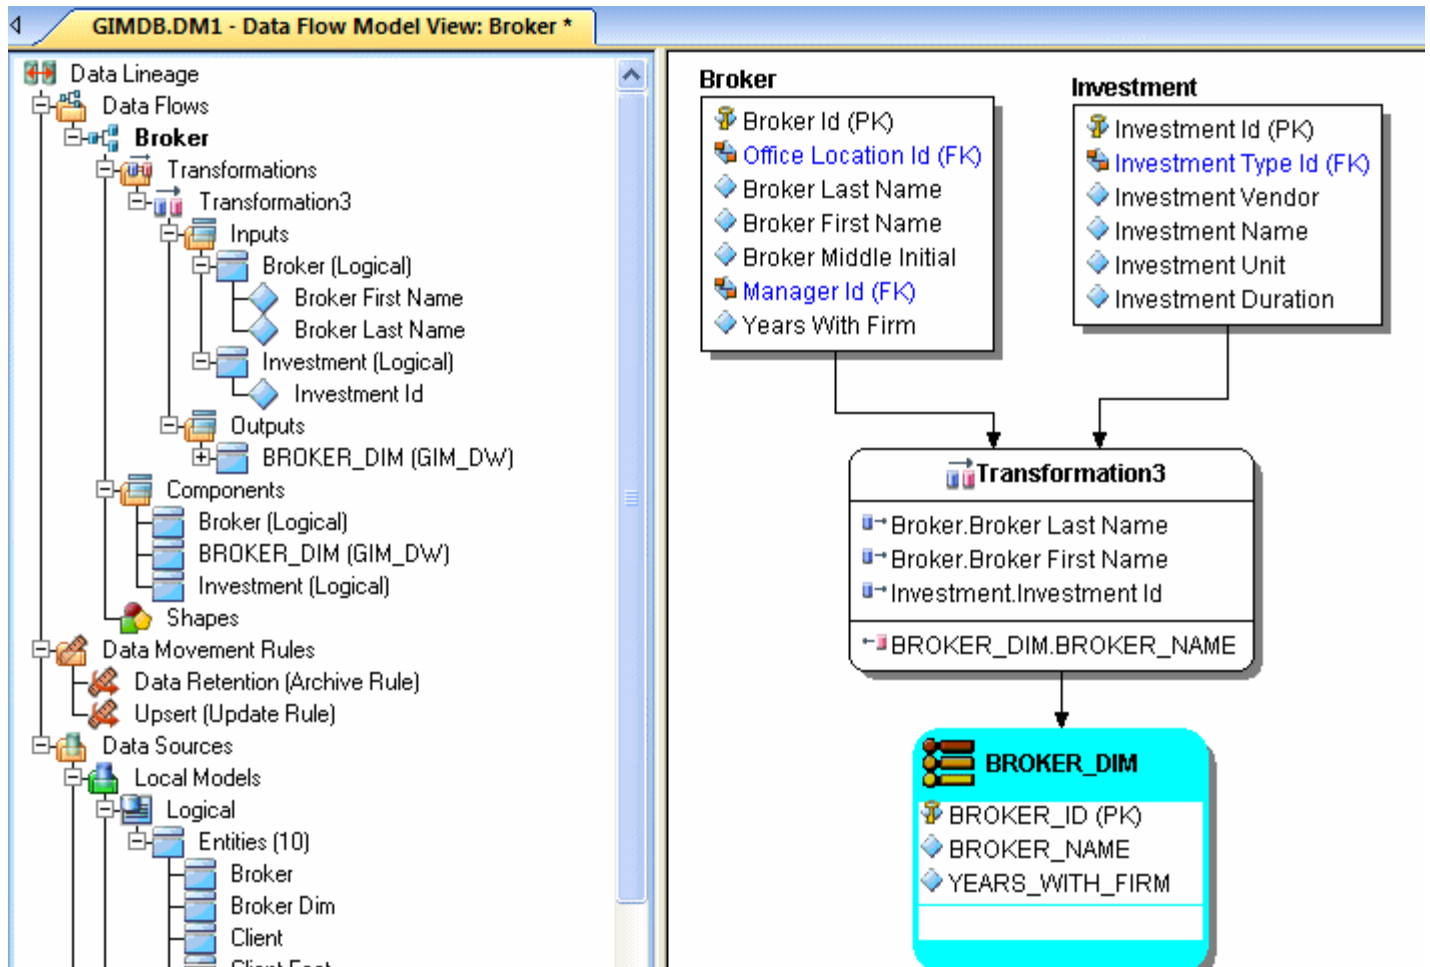 GIMDB.DM1 - Data Flow Model View: Broker *
Data Lineage
Data Flows
Broker
Transformations
Transformation3
Inputs
Broker (Logical)
Broker First Name
Broker Last Name
Investment (Logical)
Investment Id
Outputs
BROKER_DIM (GIM_DW)
Components
Broker (Logical)
BROKER_DIM (GIM_DW)
Investment (Logical)
Shapes
Data Movement Rules
Data Retention (Archive Rule)
Upsert (Update Rule)
Data Sources
Local Models
Logical
Entities (10)
Broker
Broker Dim
Client
Client Fact
Broker
Broker Id (PK)
Office Location Id (FK)
Broker Last Name
Broker First Name
Broker Middle Initial
Manager Id (FK)
Years With Firm
Investment
Investment Id (PK)
Investment Type Id (FK)
Investment Vendor
Investment Name
Investment Unit
Investment Duration
Transformation3
Broker.Broker Last Name
Broker.Broker First Name
Investment.Investment Id
BROKER_DIM.BROKER_NAME
BROKER_DIM
BROKER_ID (PK)
BROKER_NAME
YEARS_WITH_FIRM